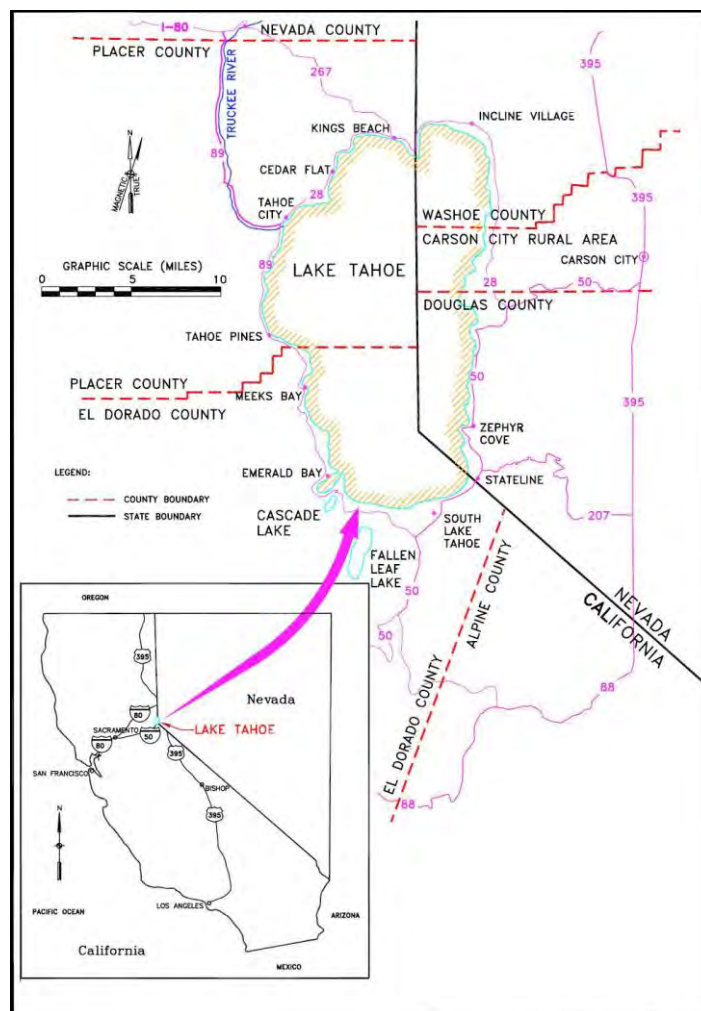 I-80
NEVADA COUNTY
PLACER COUNTY
TRUCKEE RIVER
267
395
395
INCLINE VILLAGE
KINGS BEACH
N
MAGNETIC
TRUE
89
CEDAR FLAT
28
TAHOE
CITY
WASHOE COUNTY
CARSON CITY RURAL AREA
CARSON CITY
GRAPHIC SCALE (MILES)
0
5
10
89
LAKE TAHOE
28
50
DOUGLAS COUNTY
TAHOE PINES
PLACER COUNTY
EL DORADO COUNTY
MEEKS BAY
50
395
ZEPHYR
COVE
LEGEND:
COUNTY BOUNDARY
STATE BOUNDARY
EMERALD BAY
STATELINE
CASCADE
LAKE
SOUTH
LAKE
TAHOE
207
FALLEN
LEAF
LAKE
50
50
ALPINE COUNTY
EL DORADO COUNTY
NEVADA
CALIFORNIA
88
88
OREGON
395
Nevada
80
SACRAMENTO
50
LAKE TAHOE
80
395
SAN FRANCISCO
BISHOP
395
N
LOS ANGELES
PACIFIC OCEAN
ARIZONA
California
MEXICO